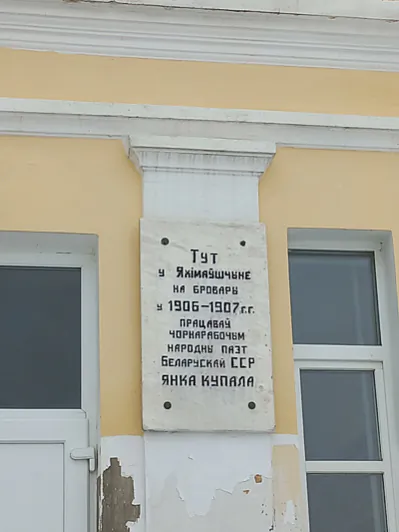 Тут
у Яхімаўшчыне
на бровары
у 1906–1907 г.г.
працаваў
чорнарабочым
народны паэт
Беларускай ССР
ЯНКА КУПАЛА